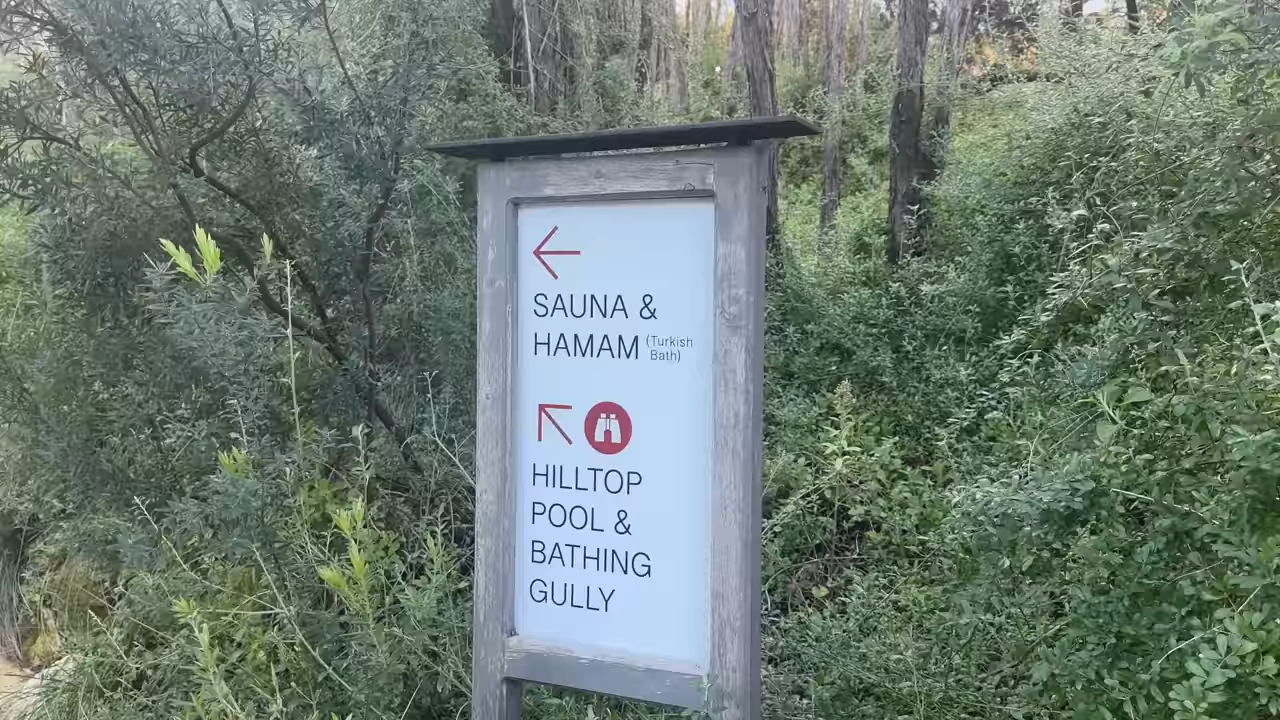 SAUNA &
HAMAM (Turkish
Bath)
HILLTOP
POOL &
BATHING
GULLY